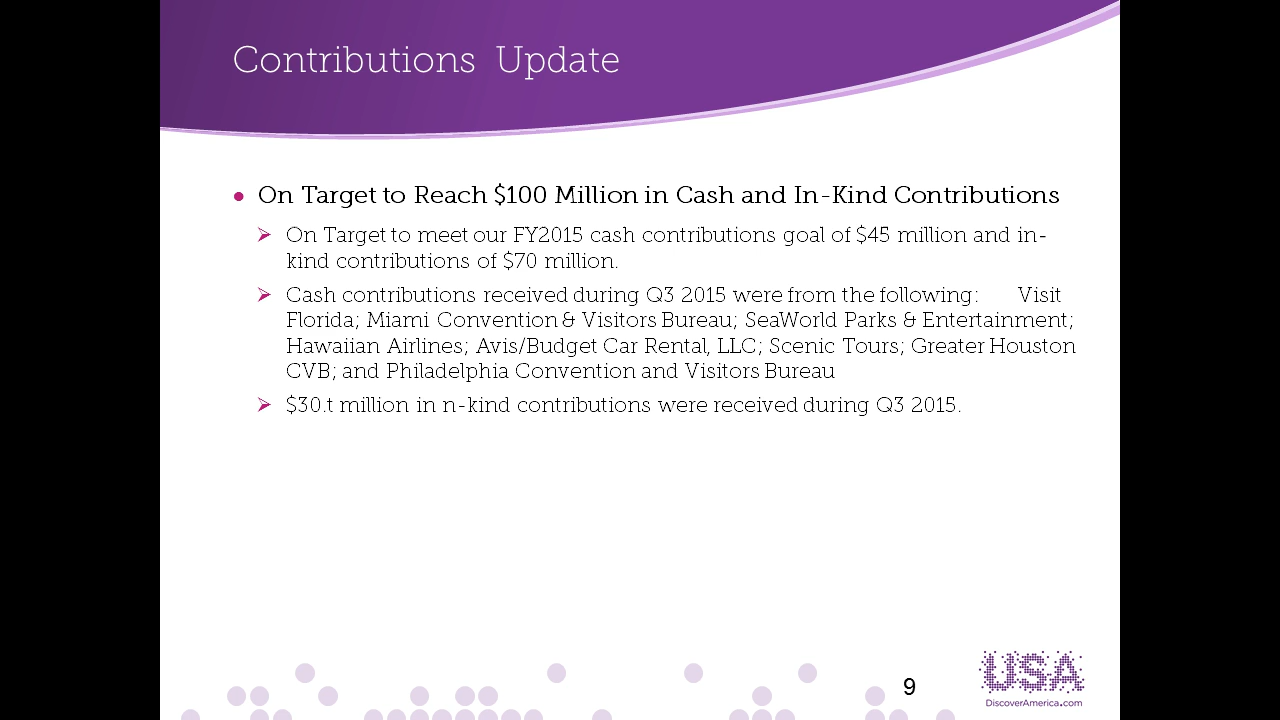 Contributions Update
On Target to Reach $100 Million in Cash and In-Kind Contributions
On Target to meet our FY2015 cash contributions goal of $45 million and in-
kind contributions of $70 million.
Cash contributions received during Q3 2015 were from the following: Visit
Florida; Miami Convention & Visitors Bureau; SeaWorld Parks & Entertainment;
Hawaiian Airlines; Avis/Budget Car Rental, LLC; Scenic Tours; Greater Houston
CVB; and Philadelphia Convention and Visitors Bureau
$30.t million in n-kind contributions were received during Q3 2015.
9
USA
DiscoverAmerica.com